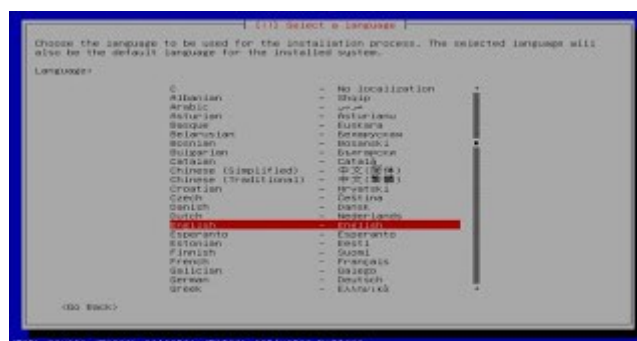 [!!] Select a language
Choose the language to be used for the installation process. The selected language will
also be the default language for the installed system.
Language:
C - No localization
Albanian - Shqip
Arabic - عربي
Asturian - Asturianu
Basque - Euskara
Belarusian - Беларуская
Bosnian - Bosanski
Bulgarian - Български
Catalan - Català
Chinese (Simplified) - 中文(简体)
Chinese (Traditional) - 中文(繁體)
Croatian - Hrvatski
Czech - Čeština
Danish - Dansk
Dutch - Nederlands
English - English
Esperanto - Esperanto
Estonian - Eesti
Finnish - Suomi
French - Français
Galician - Galego
German - Deutsch
Greek - Ελληνικά
<Go Back>